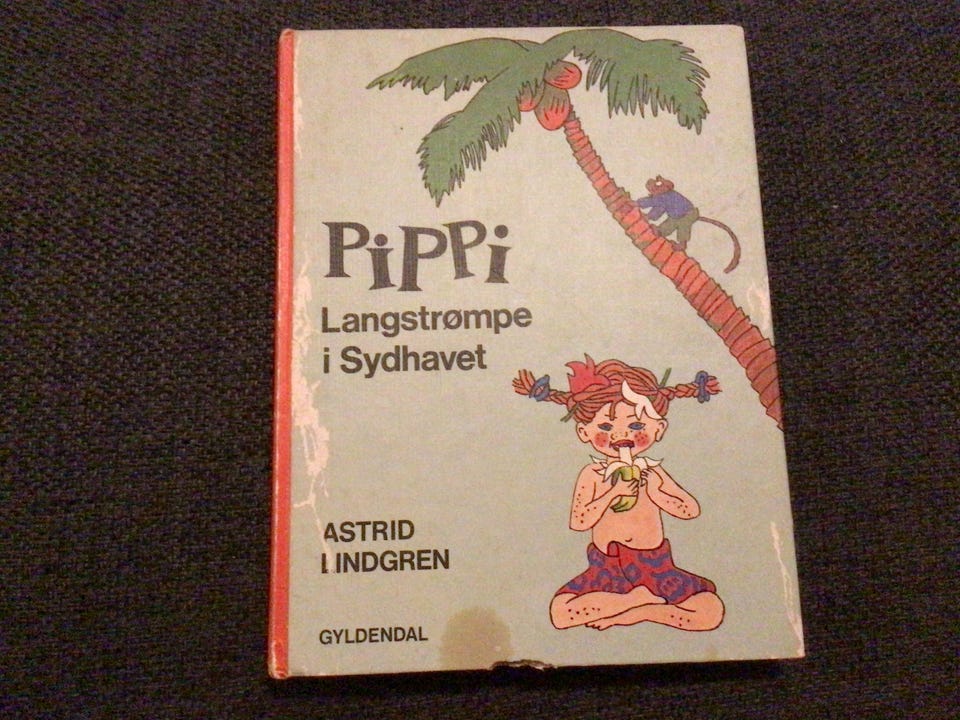 PiPPi
Langstrømpe
i Sydhavet
ASTRID
LINDGREN
GYLDENDAL